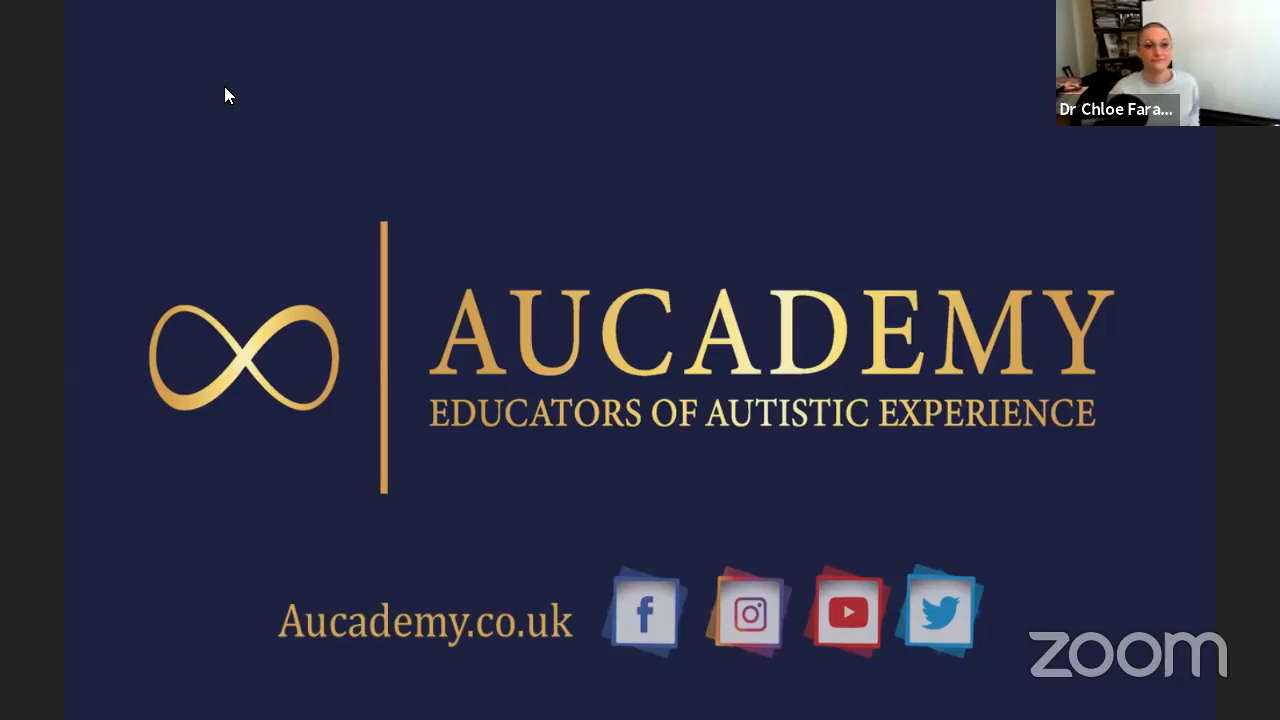 Dr Chloe Fara...
AUCADEMY
EDUCATORS OF AUTISTIC EXPERIENCE
Aucademy.co.uk
zoom